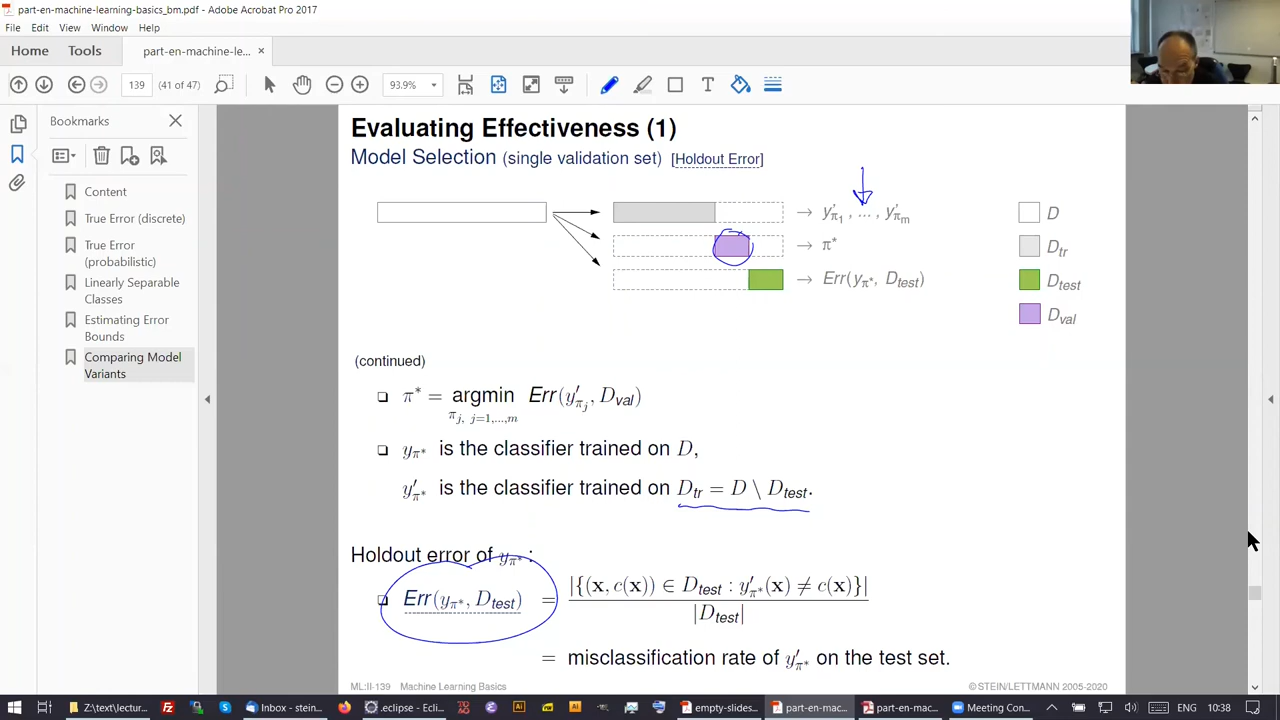 part-en-machine-learning-basics_bm.pdf - Adobe Acrobat Pro 2017
File Edit View Window Help
Home Tools part-en-machine-le... ×
139 (41 of 47) 93.9%
Bookmarks
Content
True Error (discrete)
True Error
(probabilistic)
Linearly Separable
Classes
Estimating Error
Bounds
Comparing Model
Variants
Evaluating Effectiveness (1)
Model Selection (single validation set) [Holdout Error]
→ y′π1 , ... , y′πm
→ π*
→ Err(yπ*, Dtest)
D
Dtr
Dtest
Dval
(continued)
❑ π* = argmin Err(y′πj, Dval)
πj, j=1,...,m
❑ yπ* is the classifier trained on D,
y′π* is the classifier trained on Dtr = D \ Dtest.
Holdout error of yπ* :
❑ Err(yπ*, Dtest) = |{(x, c(x)) ∈ Dtest : y′π*(x) ≠ c(x)}|
|Dtest|
= misclassification rate of y′π* on the test set.
ML:II-139 Machine Learning Basics © STEIN/LETTMANN 2005-2020
Z:\text\lectur... Inbox - stein... .eclipse - Ecl... empty-slides... part-en-mac... part-en-mac... Meeting Con... ENG 10:38